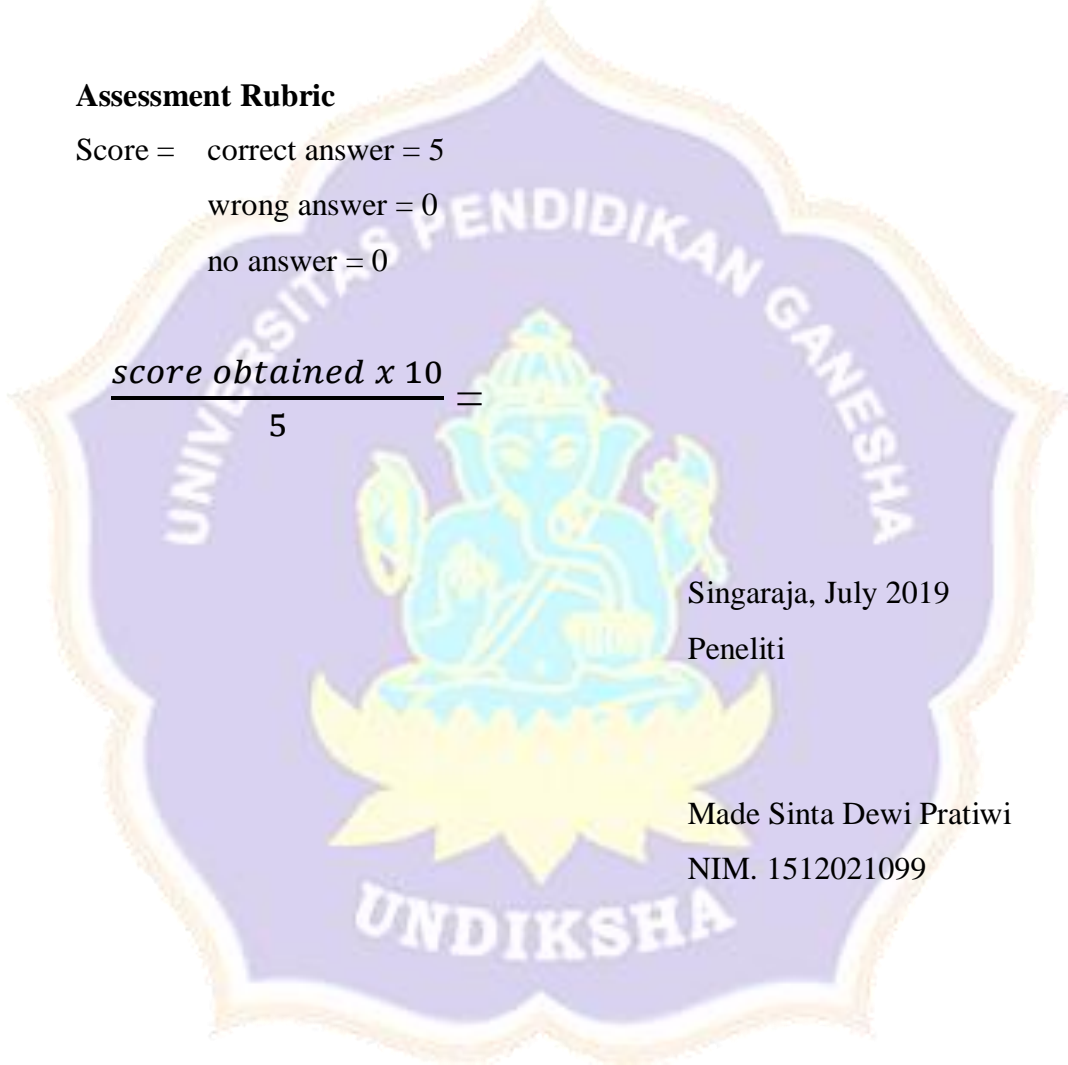 Assessment Rubric
Score = correct answer = 5
wrong answer = 0
no answer = 0
UNIVERSITAS PENDIDIKAN GANESHA
score obtained x 10
5
=
Singaraja, July 2019
Peneliti
Made Sinta Dewi Pratiwi
NIM. 1512021099
UNDIKSHA